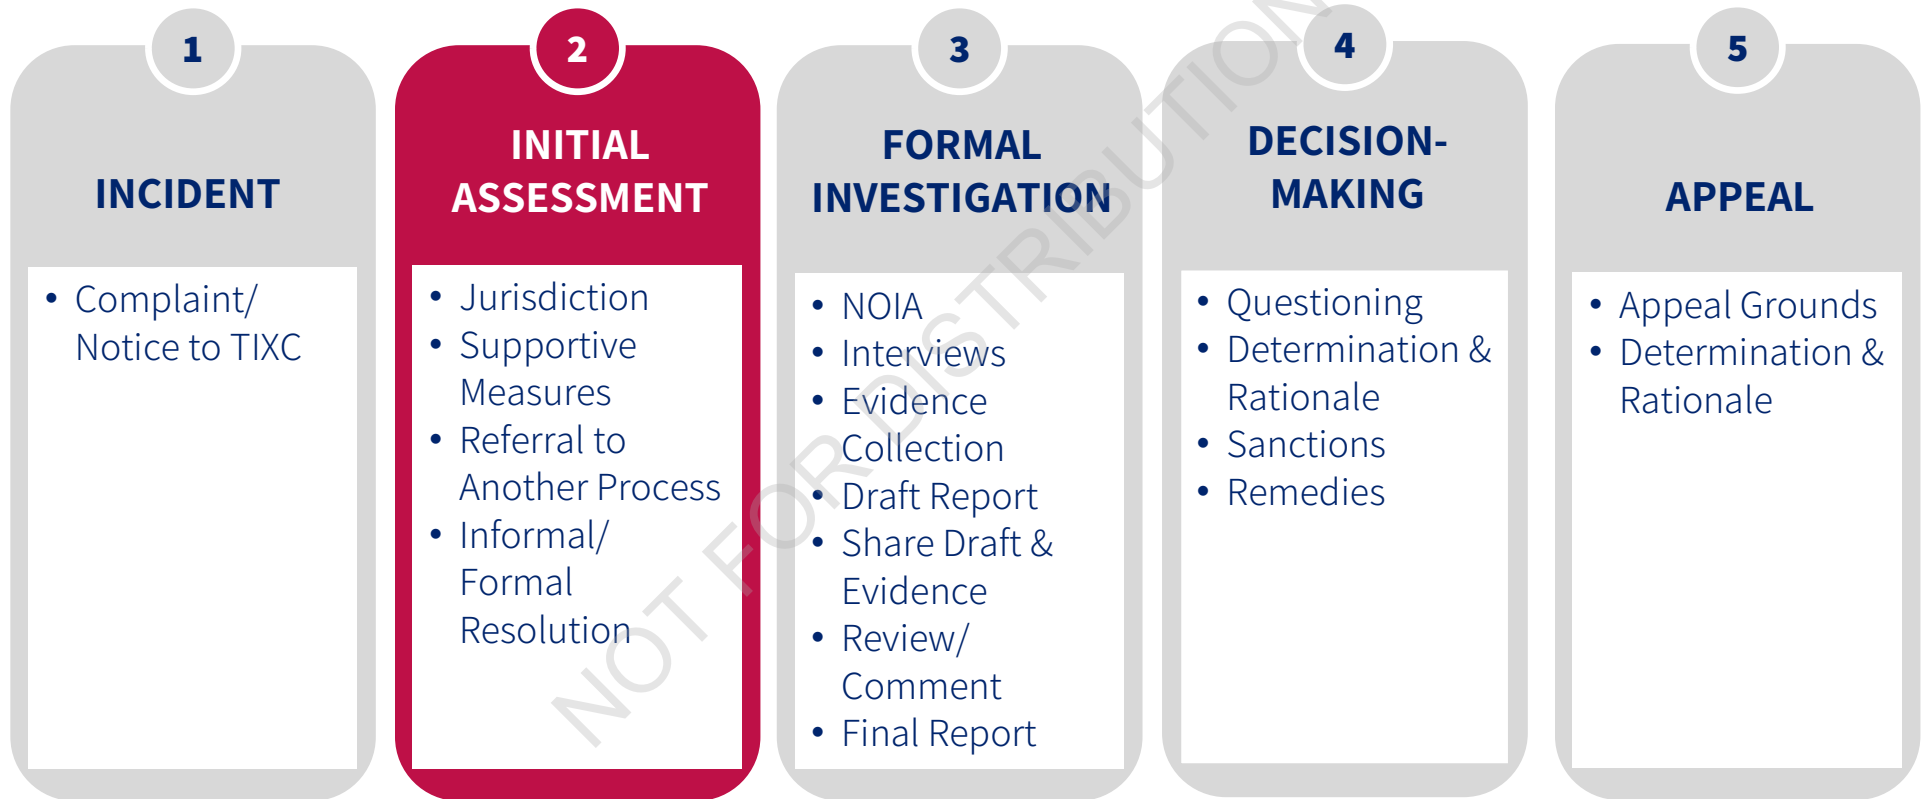 1
INCIDENT
• Complaint/
Notice to TIXC
2
INITIAL
ASSESSMENT
• Jurisdiction
• Supportive
Measures
• Referral to
Another Process
• Informal/
Formal
Resolution
3
FORMAL
INVESTIGATION
• NOIA
• Interviews
• Evidence
Collection
• Draft Report
• Share Draft &
Evidence
• Review/
Comment
• Final Report
4
DECISION-
MAKING
• Questioning
• Determination &
Rationale
• Sanctions
• Remedies
5
APPEAL
• Appeal Grounds
• Determination &
Rationale
NOT FOR DISTRIBUTION